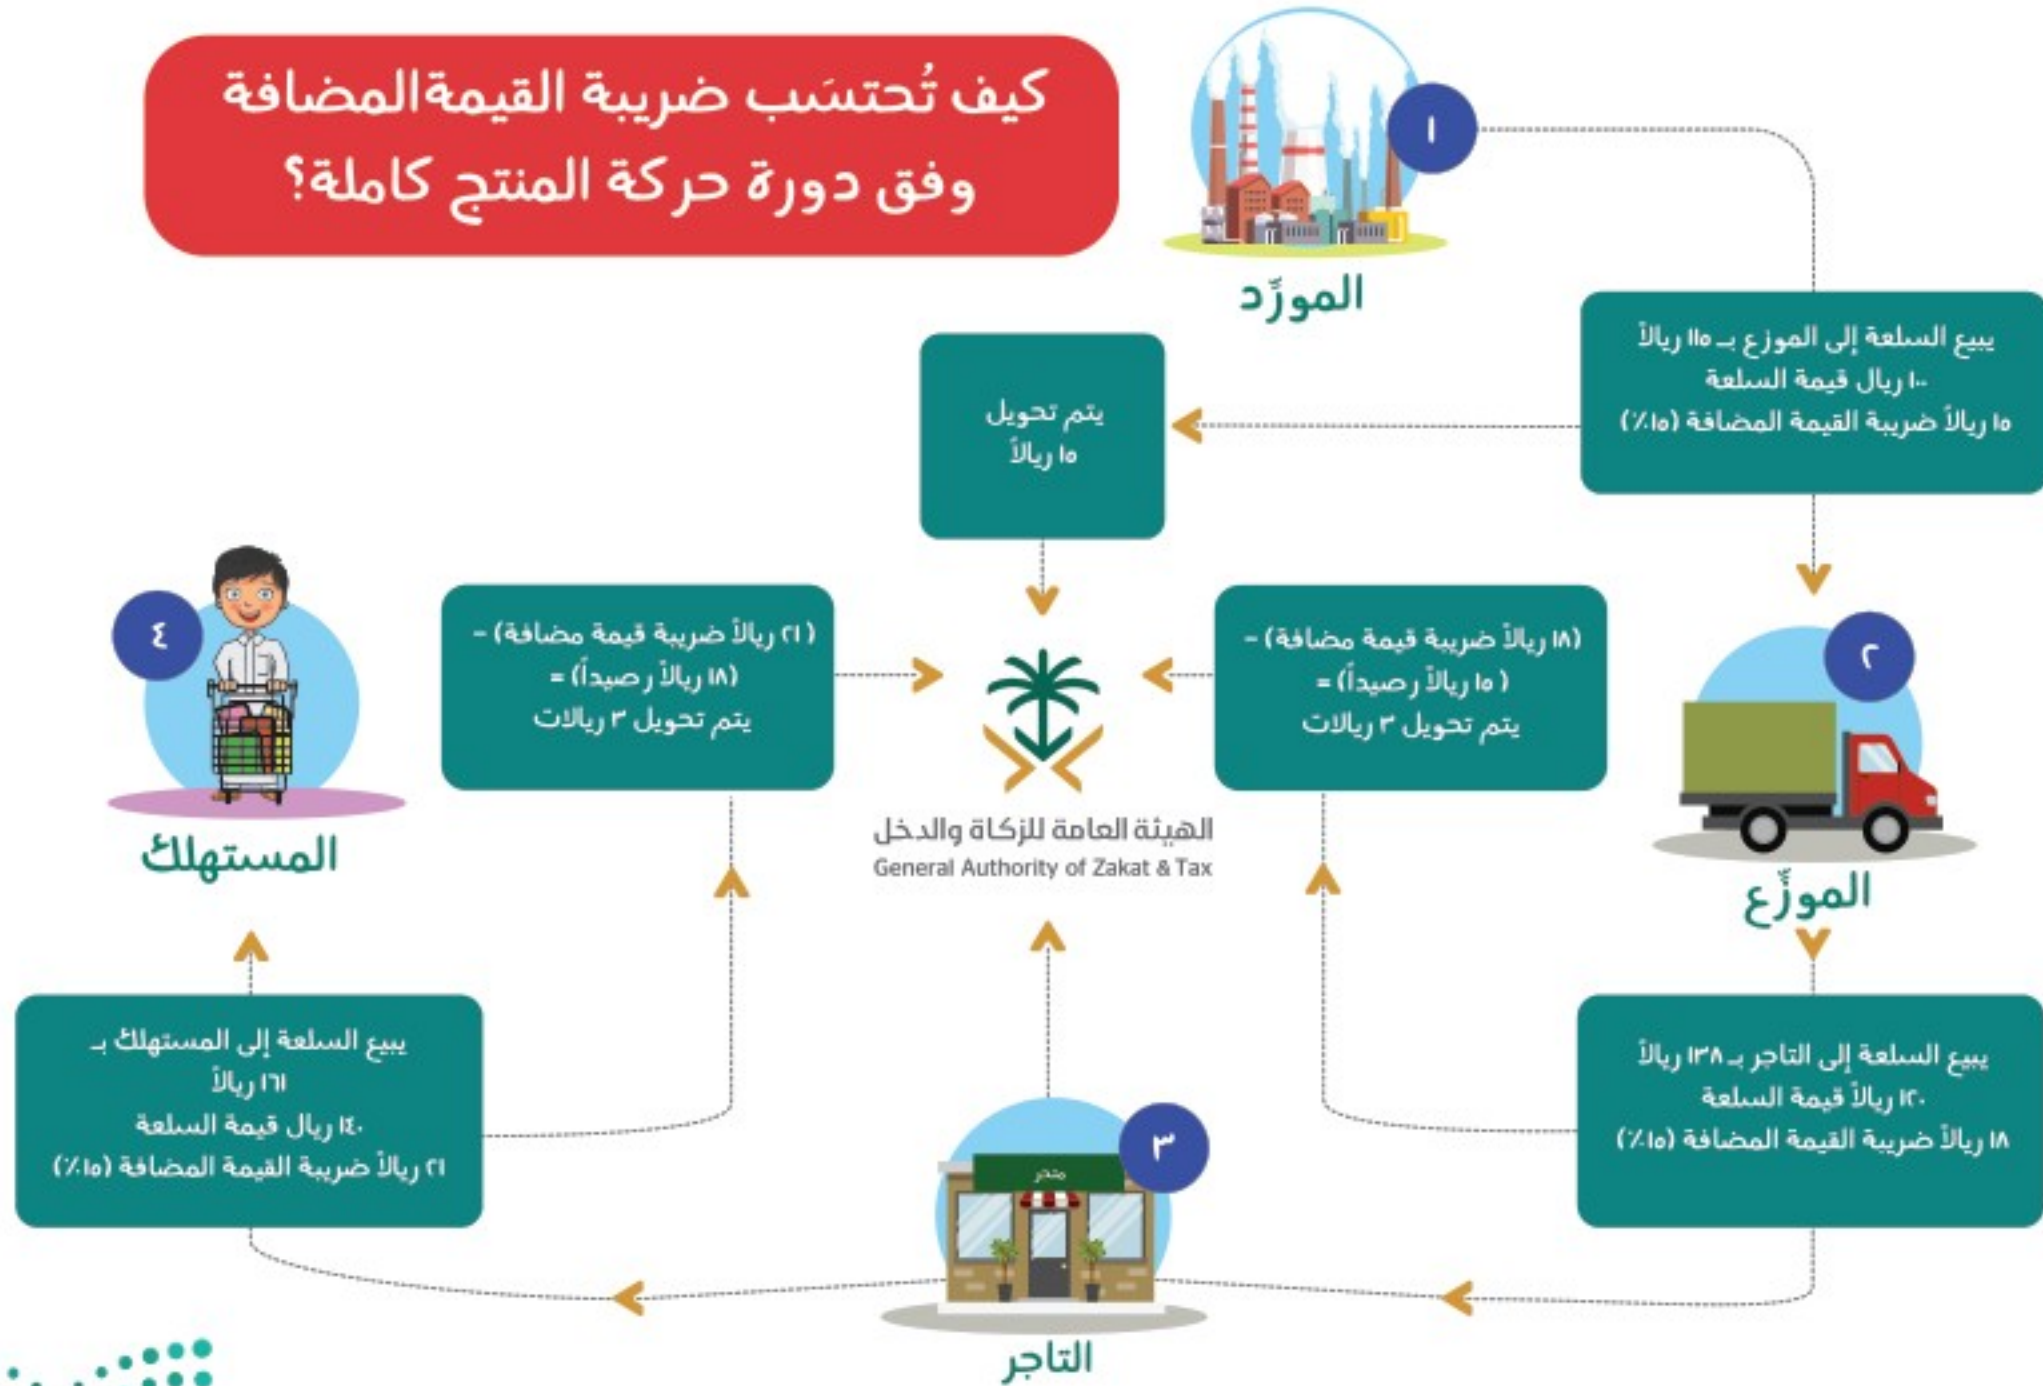 كيف تُحتسَب ضريبة القيمة المضافة
وفق دورة حركة المنتج كاملة؟
١
المورِّد
يبيع السلعة إلى الموزع بـ ١١٥ ريالاً
١٠٠ ريال قيمة السلعة
١٥ ريالاً ضريبة القيمة المضافة (١٥٪)
يتم تحويل
١٥ ريالاً
٢
الموزِّع
(١٨ ريالاً ضريبة قيمة مضافة) -
(١٥ ريالاً رصيداً) =
يتم تحويل ٣ ريالات
يبيع السلعة إلى التاجر بـ ١٣٨ ريالاً
١٢٠ ريالاً قيمة السلعة
١٨ ريالاً ضريبة القيمة المضافة (١٥٪)
الهيئة العامة للزكاة والدخل
General Authority of Zakat & Tax
٣
متجر
التاجر
(٢١ ريالاً ضريبة قيمة مضافة) -
(١٨ ريالاً رصيداً) =
يتم تحويل ٣ ريالات
يبيع السلعة إلى المستهلك بـ
١٦١ ريالاً
١٤٠ ريال قيمة السلعة
٢١ ريالاً ضريبة القيمة المضافة (١٥٪)
٤
المستهلك